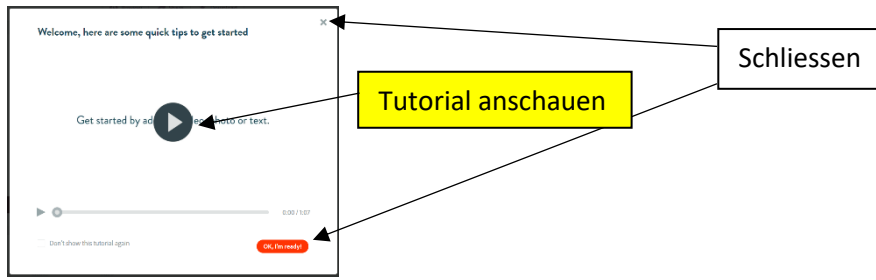 Welcome, here are some quick tips to get started
×
Schliessen
Tutorial anschauen
Get started by ad photo or text.
0:00 / 1:07
Don't show this tutorial again
OK, I'm ready!